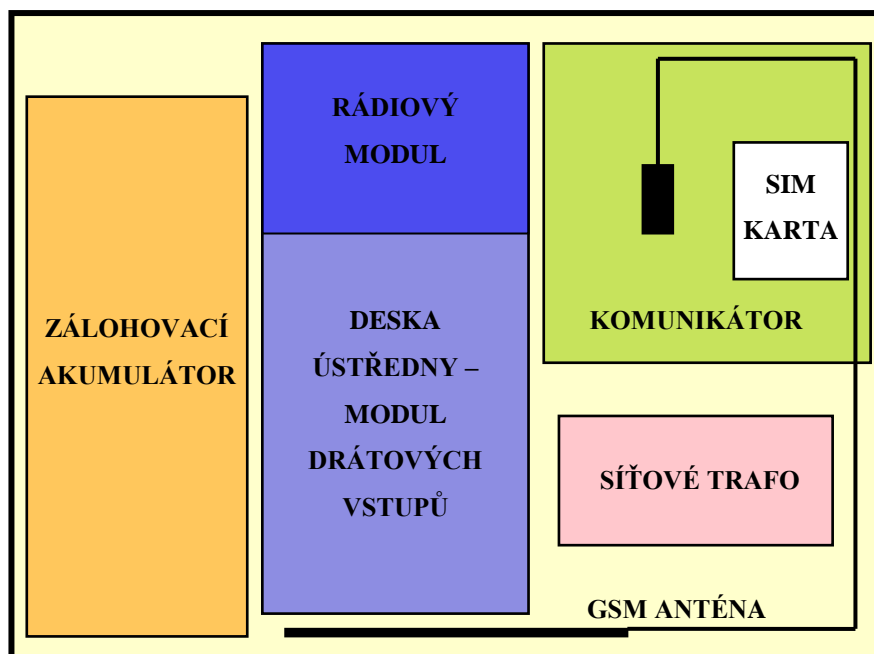 ZÁLOHOVACÍ
AKUMULÁTOR
RÁDIOVÝ
MODUL
DESKA
ÚSTŘEDNY –
MODUL
DRÁTOVÝCH
VSTUPŮ
SIM
KARTA
KOMUNIKÁTOR
SÍŤOVÉ TRAFO
GSM ANTÉNA